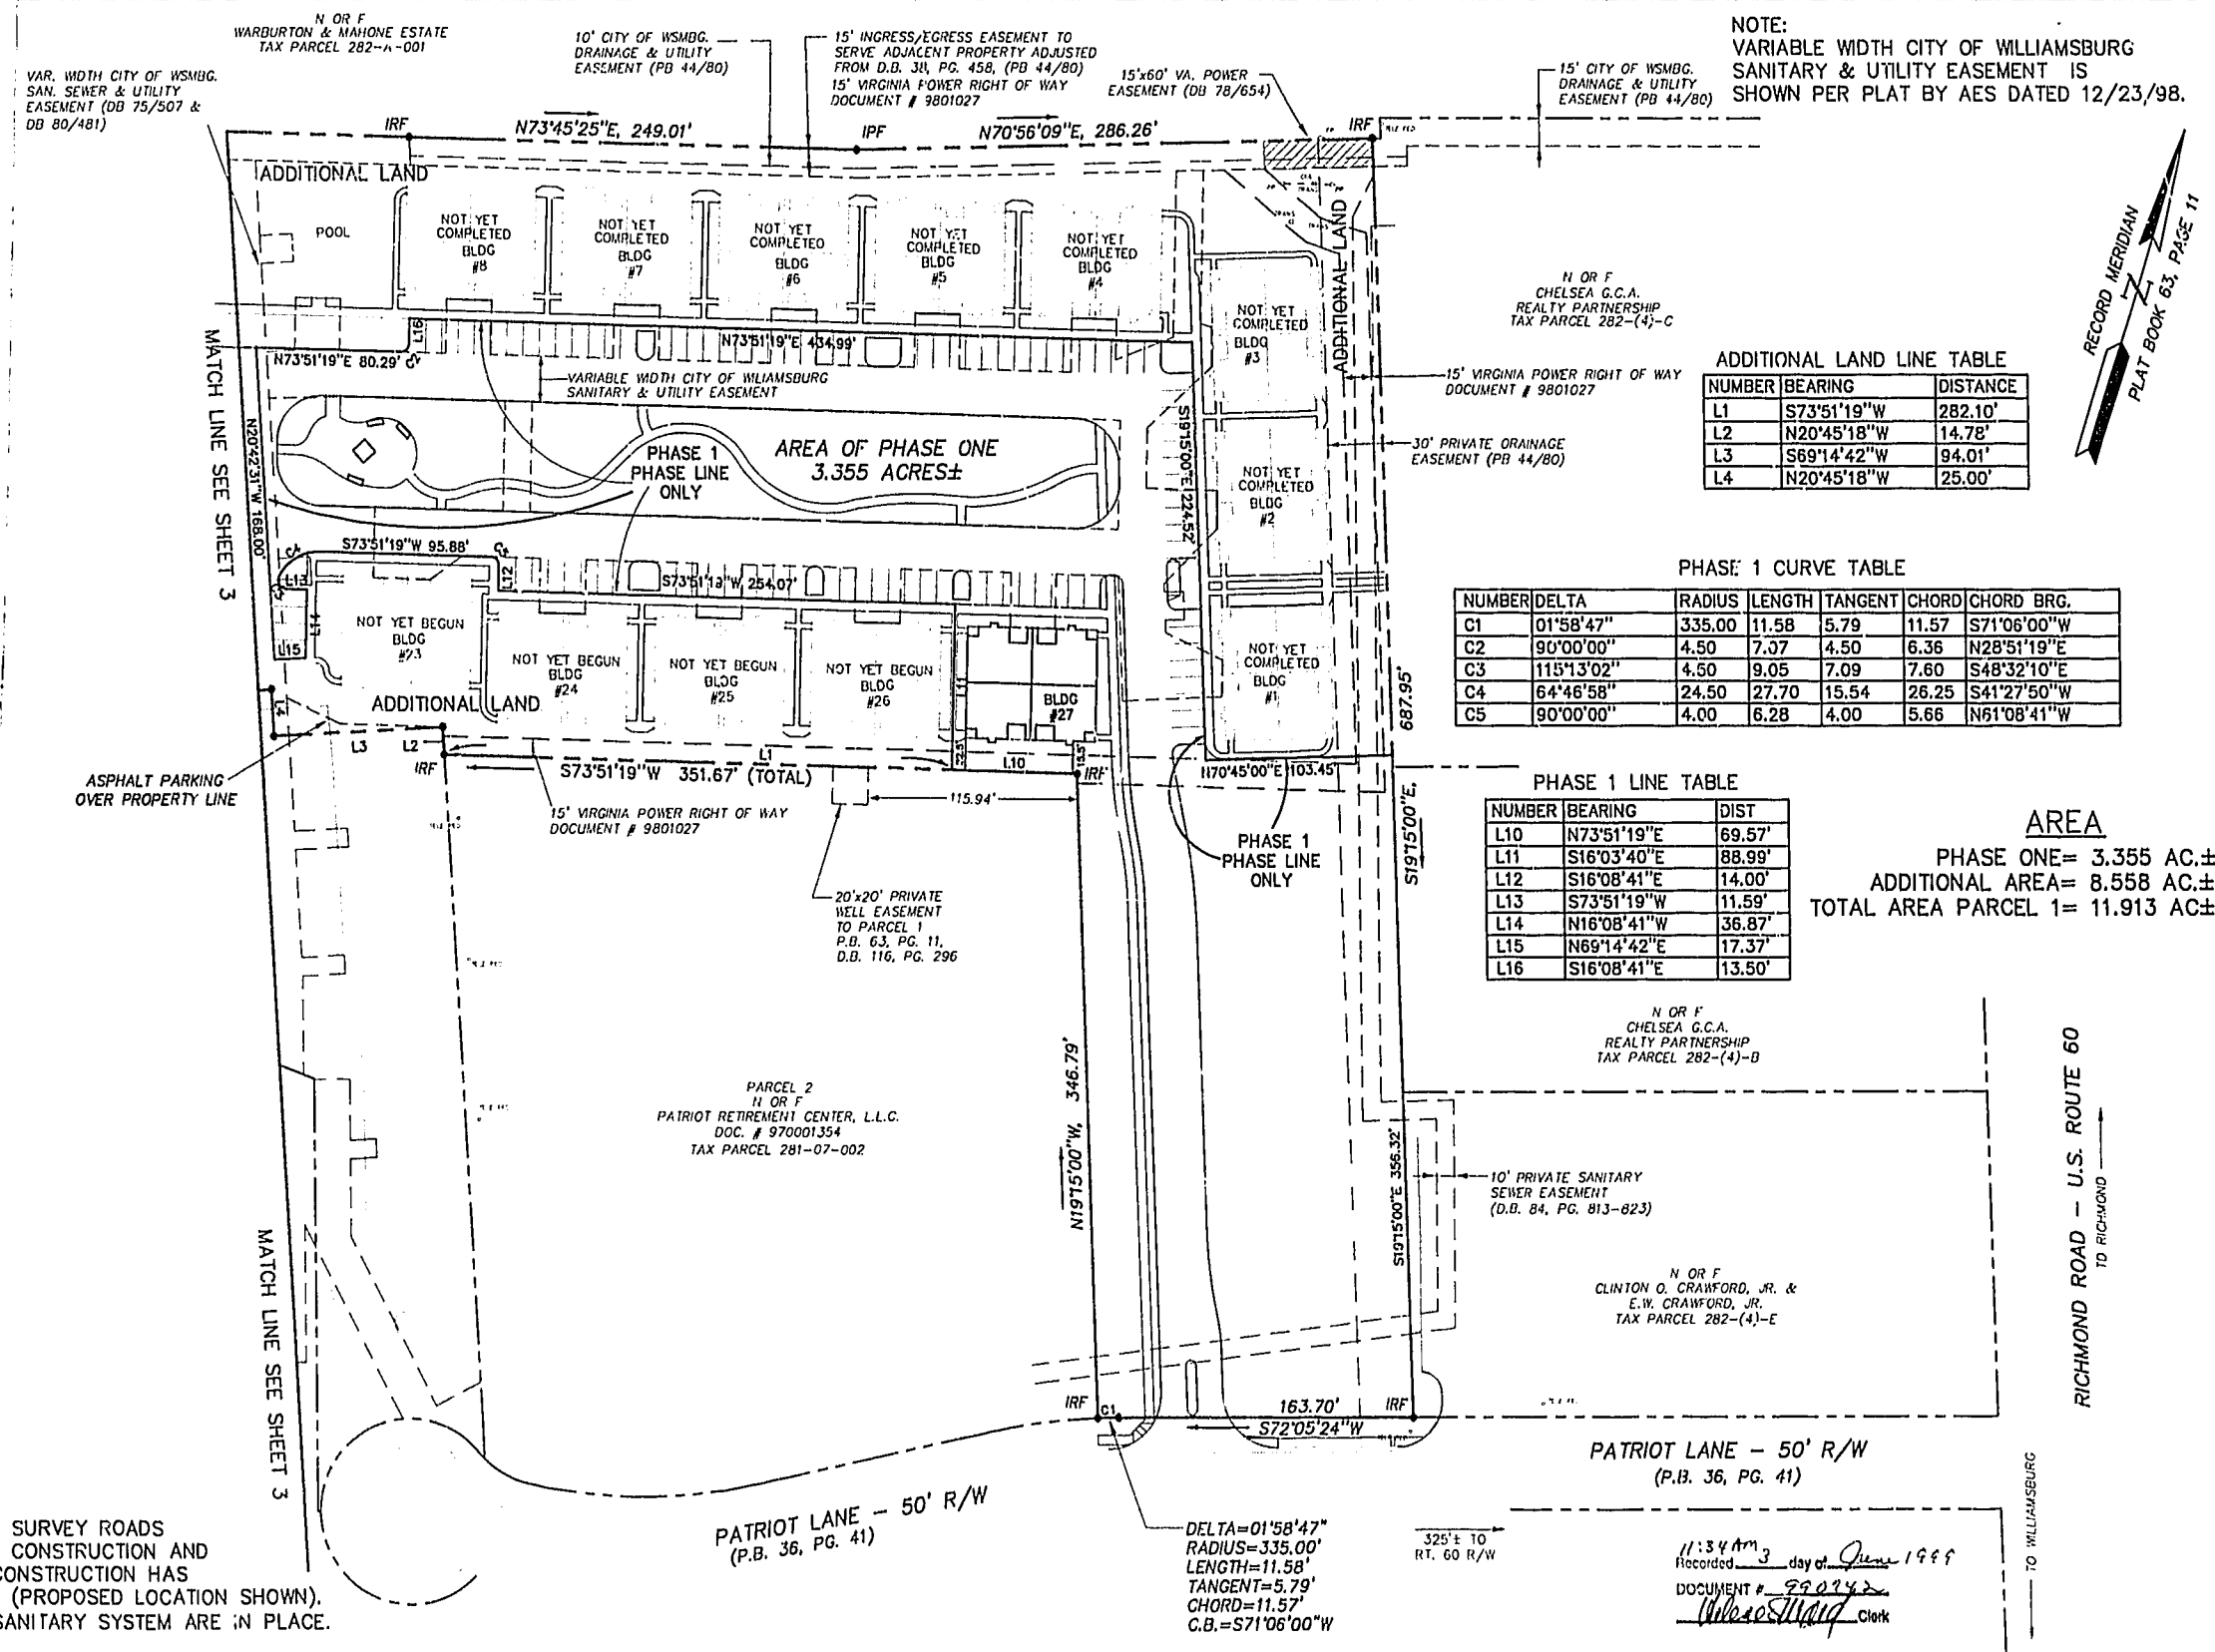 N OR F
WARBURTON & MAHONE ESTATE
TAX PARCEL 282-A-001
VAR. WIDTH CITY OF WSMBG.
SAN. SEWER & UTILITY
EASEMENT (DB 75/507 &
DB 80/481)
10' CITY OF WSMBG.
DRAINAGE & UTILITY
EASEMENT (PB 44/80)
15' INGRESS/EGRESS EASEMENT TO
SERVE ADJACENT PROPERTY ADJUSTED
FROM D.B. 38, PG. 458, (PB 44/80)
15' VIRGINIA POWER RIGHT OF WAY
DOCUMENT # 9801027
15'x60' VA. POWER
EASEMENT (DB 78/654)
15' CITY OF WSMBG.
DRAINAGE & UTILITY
EASEMENT (PB 44/80)
NOTE:
VARIABLE WIDTH CITY OF WILLIAMSBURG
SANITARY & UTILITY EASEMENT IS
SHOWN PER PLAT BY AES DATED 12/23/98.
IRF
N73°45'25"E, 249.01'
IPF
N70°56'09"E, 286.26'
IRF
ADDITIONAL LAND
POOL
NOT YET
COMPLETED
BLDG
#8
NOT YET
COMPLETED
BLDG
#7
NOT YET
COMPLETED
BLDG
#6
NOT YET
COMPLETED
BLDG
#5
NOT YET
COMPLETED
BLDG
#4
NOT YET
COMPLETED
BLDG
#3
ADDITIONAL LAND
N OR F
CHELSEA G.C.A.
REALTY PARTNERSHIP
TAX PARCEL 282-(4)-C
RECORD MERIDIAN
N
PLAT BOOK 63, PAGE 11
MATCH LINE SEE SHEET 3
N73°51'19"E 80.29'
C2
L16
N73°51'19"E 434.99'
VARIABLE WIDTH CITY OF WILIAMSBURG
SANITARY & UTILITY EASEMENT
15' VIRGINIA POWER RIGHT OF WAY
DOCUMENT # 9801027
30' PRIVATE DRAINAGE
EASEMENT (PB 44/80)
ADDITIONAL LAND LINE TABLE
NUMBER BEARING DISTANCE
L1 S73°51'19"W 282.10'
L2 N20°45'18"W 14.78'
L3 S69°14'42"W 94.01'
L4 N20°45'18"W 25.00'
N20°42'31"W 168.00'
PHASE 1
PHASE LINE
ONLY
AREA OF PHASE ONE
3.355 ACRES±
S19°15'00"E 224.52'
NOT YET
COMPLETED
BLDG
#2
S73°51'19"W 95.88'
L13
L14
L15
L12
S73°51'19"W 254.07'
NOT YET BEGUN
BLDG
#23
NOT YET BEGUN
BLDG
#24
NOT YET BEGUN
BLDG
#25
NOT YET BEGUN
BLDG
#26
L11
BLDG
#27
NOT YET
COMPLETED
BLDG
#1
ADDITIONAL LAND
PHASE 1 CURVE TABLE
NUMBER DELTA RADIUS LENGTH TANGENT CHORD CHORD BRG.
C1 01°58'47" 335.00 11.58 5.79 11.57 S71°06'00"W
C2 90°00'00" 4.50 7.07 4.50 6.36 N28°51'19"E
C3 115°13'02" 4.50 9.05 7.09 7.60 S48°32'10"E
C4 64°46'58" 24.50 27.70 15.54 26.25 S41°27'50"W
C5 90°00'00" 4.00 6.28 4.00 5.66 N61°08'41"W
L4
L3
L2
IRF
L1
S73°51'19"W 351.67' (TOTAL)
22.5'
L10
15.5'
IRF
115.94'
N70°45'00"E 103.45'
687.95'
S19°15'00"E,
ASPHALT PARKING
OVER PROPERTY LINE
15' VIRGINIA POWER RIGHT OF WAY
DOCUMENT # 9801027
20'x20' PRIVATE
WELL EASEMENT
TO PARCEL 1
P.B. 63, PG. 11,
D.B. 116, PG. 296
PHASE 1
PHASE LINE
ONLY
PHASE 1 LINE TABLE
NUMBER BEARING DIST
L10 N73°51'19"E 69.57'
L11 S16°03'40"E 88.99'
L12 S16°08'41"E 14.00'
L13 S73°51'19"W 11.59'
L14 N16°08'41"W 36.87'
L15 N69°14'42"E 17.37'
L16 S16°08'41"E 13.50'
AREA
PHASE ONE= 3.355 AC.±
ADDITIONAL AREA= 8.558 AC.±
TOTAL AREA PARCEL 1= 11.913 AC±
N OR F
CHELSEA G.C.A.
REALTY PARTNERSHIP
TAX PARCEL 282-(4)-B
PARCEL 2
N OR F
PATRIOT RETIREMENT CENTER, L.L.C.
DOC. # 970001354
TAX PARCEL 281-07-002
N19°15'00"W, 346.79'
S19°15'00"E 356.32'
10' PRIVATE SANITARY
SEWER EASEMENT
(D.B. 84, PG. 813-823)
N OR F
CLINTON O. CRAWFORD, JR. &
E.W. CRAWFORD, JR.
TAX PARCEL 282-(4)-E
RICHMOND ROAD - U.S. ROUTE 60
TO RICHMOND
TO WILLIAMSBURG
MATCH LINE SEE SHEET 3
IRF
C1
163.70'
S72°05'24"W
IRF
PATRIOT LANE - 50' R/W
(P.B. 36, PG. 41)
PATRIOT LANE - 50' R/W
(P.B. 36, PG. 41)
DELTA=01°58'47"
RADIUS=335.00'
LENGTH=11.58'
TANGENT=5.79'
CHORD=11.57'
C.B.=S71°06'00"W
325'± TO
RT. 60 R/W
SURVEY ROADS
CONSTRUCTION AND
CONSTRUCTION HAS
(PROPOSED LOCATION SHOWN).
SANITARY SYSTEM ARE IN PLACE.
11:34 AM
Recorded 3 day of June 1999
DOCUMENT #
Clerk